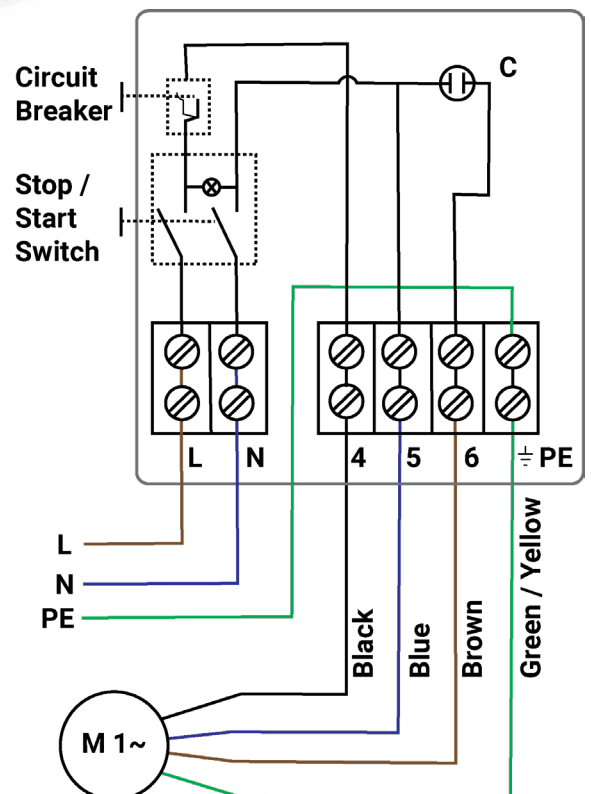 C
Circuit
Breaker
Stop /
Start
Switch
L
N
4
5
6
PE
L
N
PE
Black
Blue
Brown
Green / Yellow
M 1~